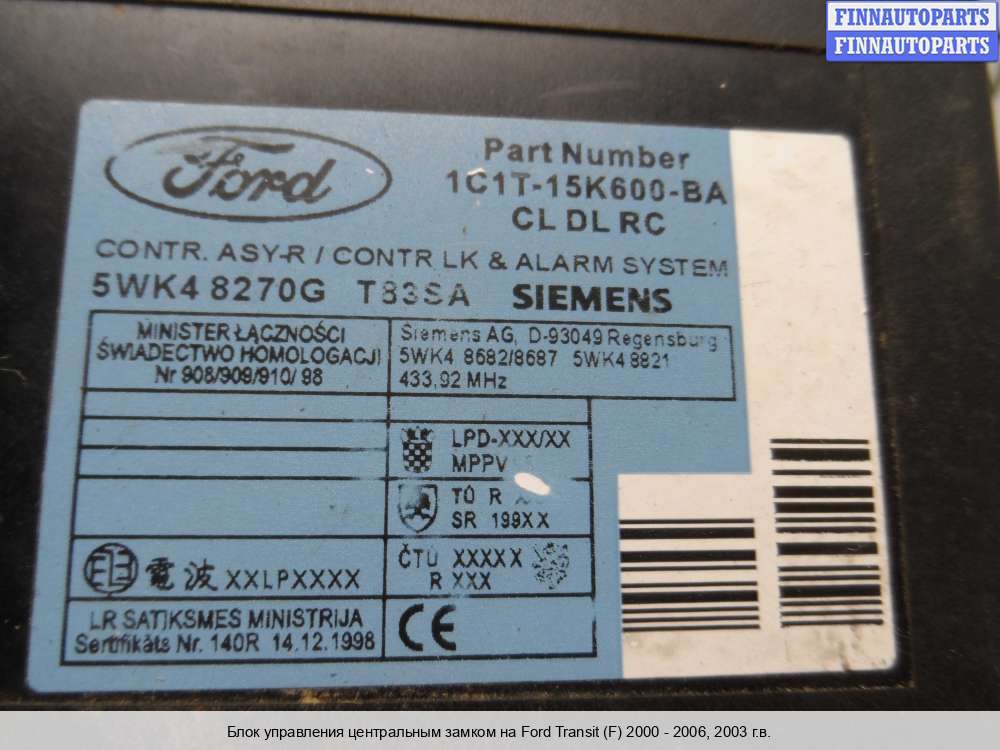 FINNAUTOPARTS
FINNAUTOPARTS
Ford
Part Number
1C1T-15K600-BA
CL DL RC
CONTR. ASY-R / CONTR LK & ALARM SYSTEM
5WK4 8270G T83SA SIEMENS
MINISTER ŁĄCZNOŚCI
ŚWIADECTWO HOMOLOGACJI
Nr 908/909/910/ 98
Siemens AG, D-93049 Regensburg
5WK4 8682/8687 5WK4 8821
433,92 MHz
LPD-XXX/XX
MPPV
TÚ R
SR 199XX
電波 XXLPXXXX
ČTÚ XXXXX
R XXX
LR SATIKSMES MINISTRIJA
Sertifikāts Nr. 140R 14.12.1998
CE
Блок управления центральным замком на Ford Transit (F) 2000 - 2006, 2003 г.в.